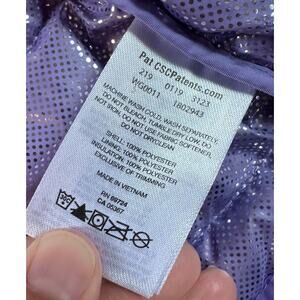 Pat CSCPatents.com
219 0119 3123
WG0011 1802943
MACHINE WASH COLD, WASH SEPARATELY,
DO NOT BLEACH, TUMBLE DRY LOW, DO
NOT IRON, DO NOT USE FABRIC SOFTENER,
DO NOT DRYCLEAN
SHELL: 100% POLYESTER
LINING: 100% POLYESTER
INSULATION: 100% POLYESTER
EXCLUSIVE OF TRIMMING
MADE IN VIETNAM
RN 69724
CA 05367